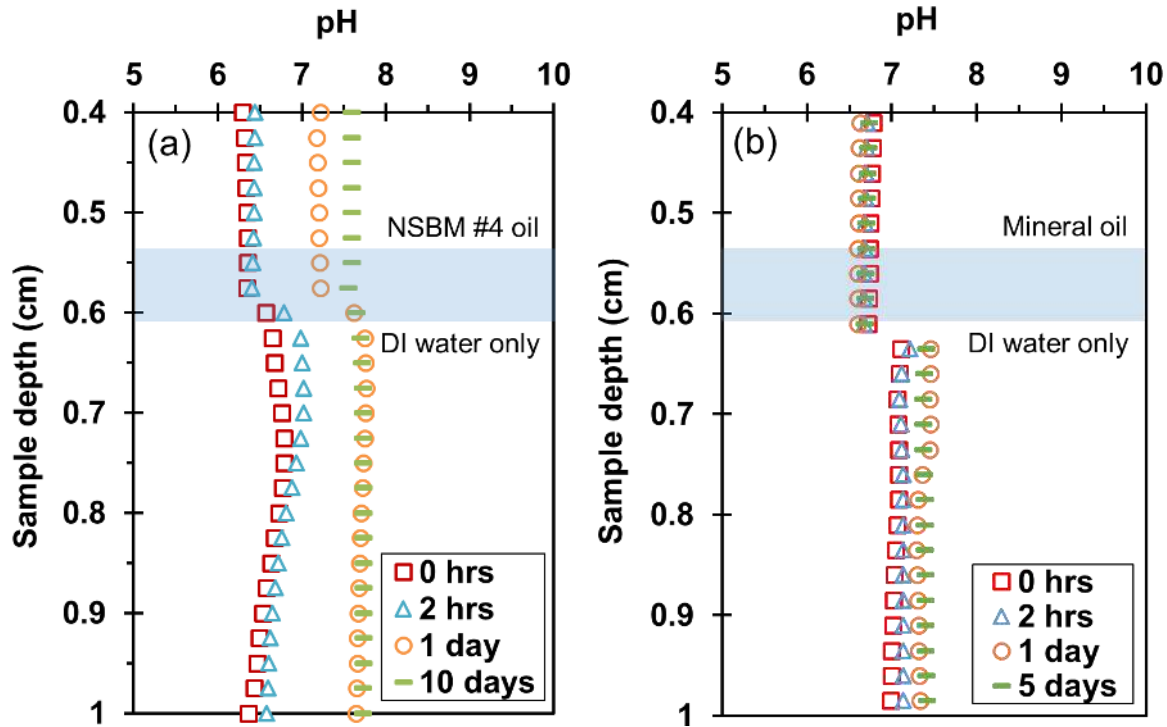 pH
5 6 7 8 9 10
0.4
0.5
0.6
0.7
0.8
0.9
1
Sample depth (cm)
(a)
NSBM #4 oil
DI water only
0 hrs
2 hrs
1 day
10 days
pH
5 6 7 8 9 10
0.4
0.5
0.6
0.7
0.8
0.9
1
Sample depth (cm)
(b)
Mineral oil
DI water only
0 hrs
2 hrs
1 day
5 days